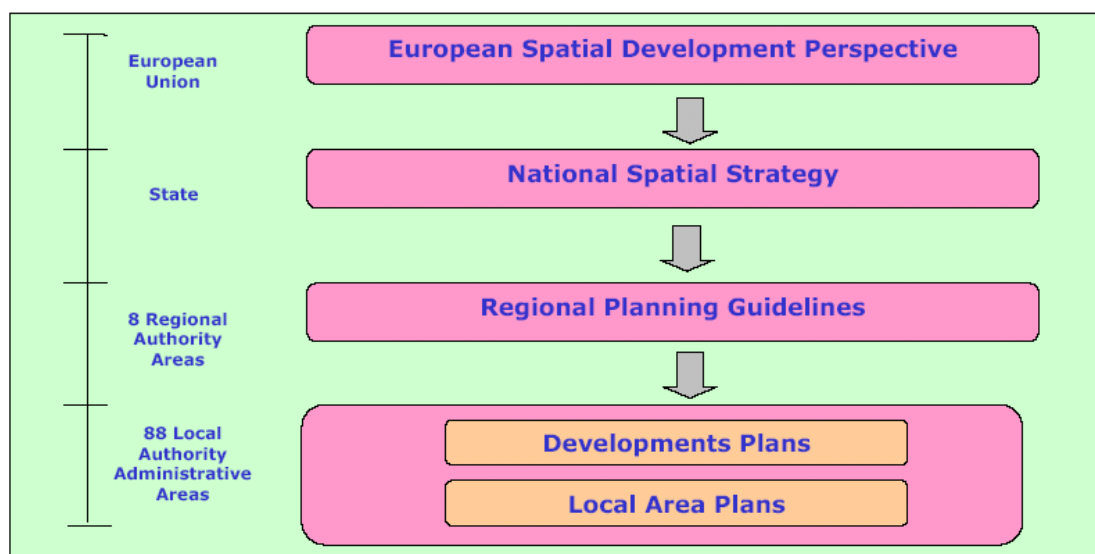 European Spatial Development Perspective
European
Union
National Spatial Strategy
State
Regional Planning Guidelines
8 Regional
Authority
Areas
88 Local
Authority
Administrative
Areas
Developments Plans
Local Area Plans